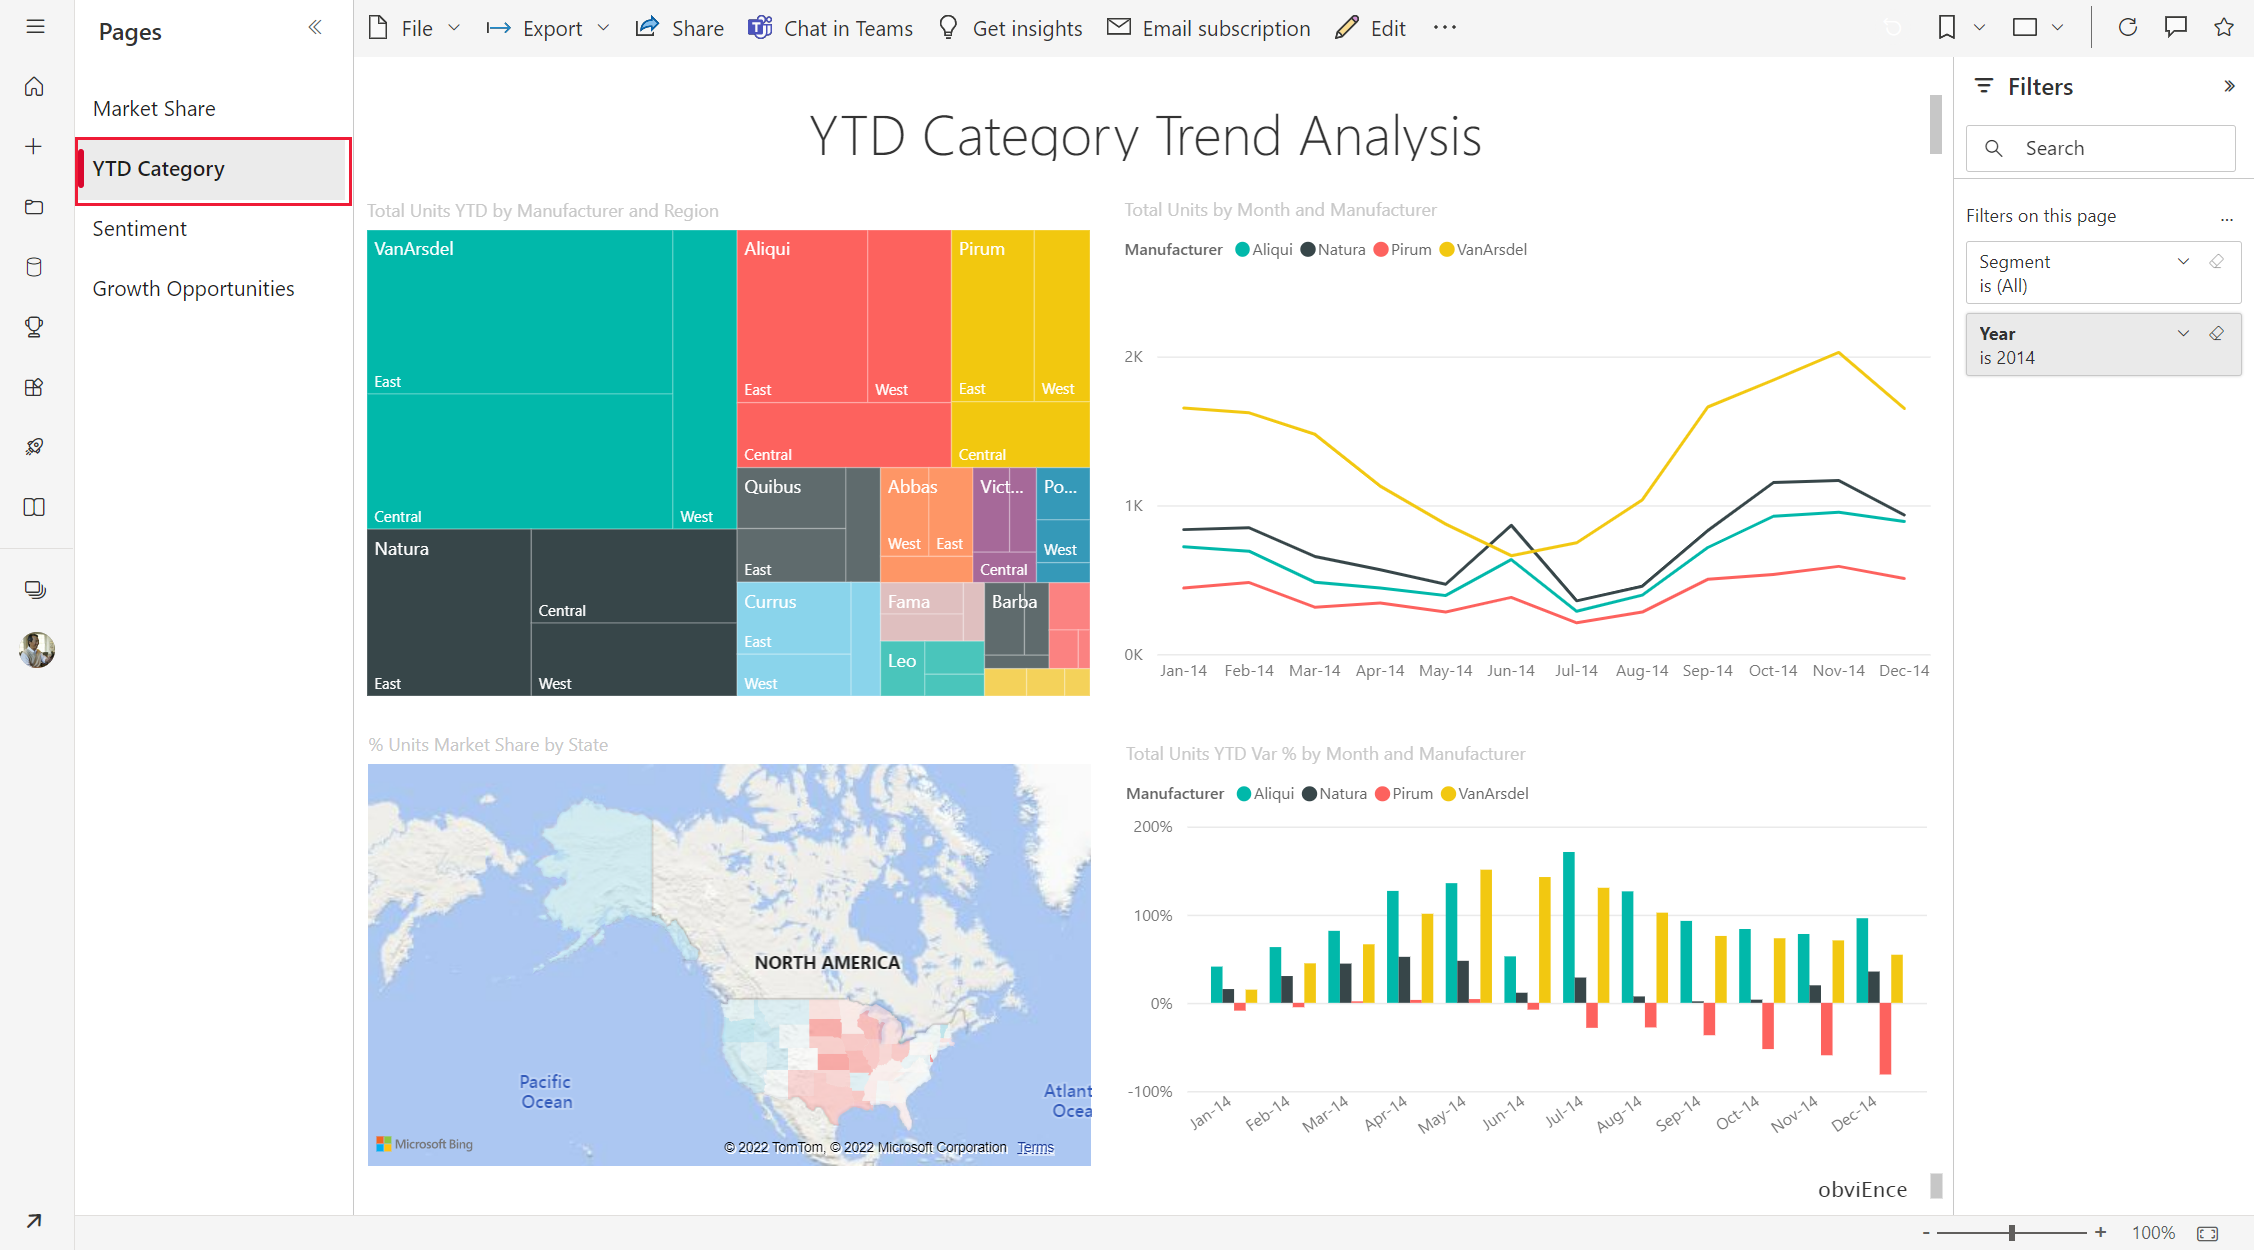 Pages
Market Share
YTD Category
Sentiment
Growth Opportunities
File
Export
Share
Chat in Teams
Get insights
Email subscription
Edit
...
YTD Category Trend Analysis
Total Units YTD by Manufacturer and Region
VanArsdel
East
Central
West
Natura
East
Central
West
Aliqui
East
West
Central
Pirum
East
West
Central
Quibus
East
Abbas
West
East
Vict...
Central
Po...
West
Currus
East
West
Fama
Barba
Leo
Total Units by Month and Manufacturer
Manufacturer Aliqui Natura Pirum VanArsdel
2K
1K
0K
Jan-14 Feb-14 Mar-14 Apr-14 May-14 Jun-14 Jul-14 Aug-14 Sep-14 Oct-14 Nov-14 Dec-14
% Units Market Share by State
NORTH AMERICA
Pacific
Ocean
Atlant
Ocea
Microsoft Bing
© 2022 TomTom, © 2022 Microsoft Corporation Terms
Total Units YTD Var % by Month and Manufacturer
Manufacturer Aliqui Natura Pirum VanArsdel
200%
100%
0%
-100%
Jan-14 Feb-14 Mar-14 Apr-14 May-14 Jun-14 Jul-14 Aug-14 Sep-14 Oct-14 Nov-14 Dec-14
obviEnce
Filters
Search
Filters on this page
...
Segment
is (All)
Year
is 2014
- + 100%